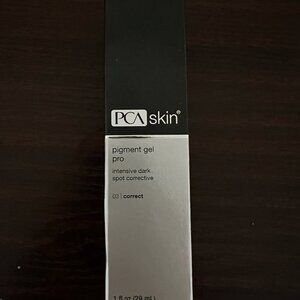 PCA skin®
pigment gel
pro
intensive dark
spot corrective
03 | correct
1 fl oz (29 mL)